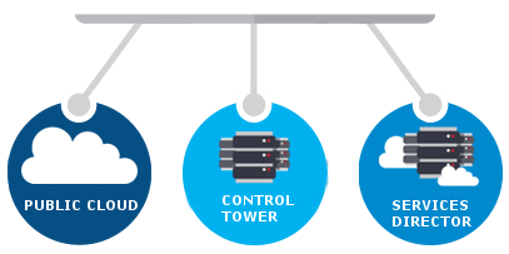 PUBLIC CLOUD
CONTROL
TOWER
SERVICES
DIRECTOR